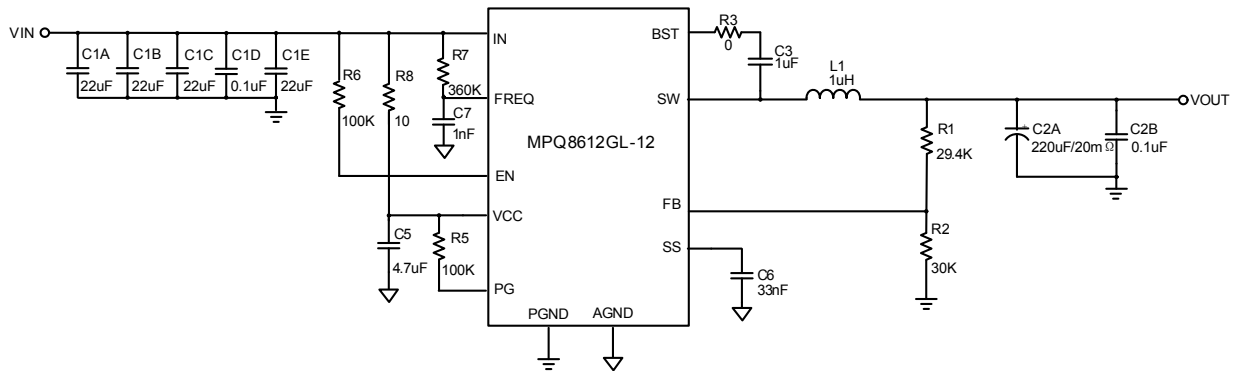 VIN
C1A
22uF
C1B
22uF
C1C
22uF
C1D
0.1uF
C1E
22uF
R6
100K
R8
10
R7
360K
C7
1nF
C5
4.7uF
R5
100K
IN
FREQ
EN
VCC
PG
MPQ8612GL-12
PGND
AGND
BST
SW
FB
SS
R3
0
C3
1uF
L1
1uH
R1
29.4K
R2
30K
C6
33nF
C2A
220uF/20mΩ
+
C2B
0.1uF
VOUT